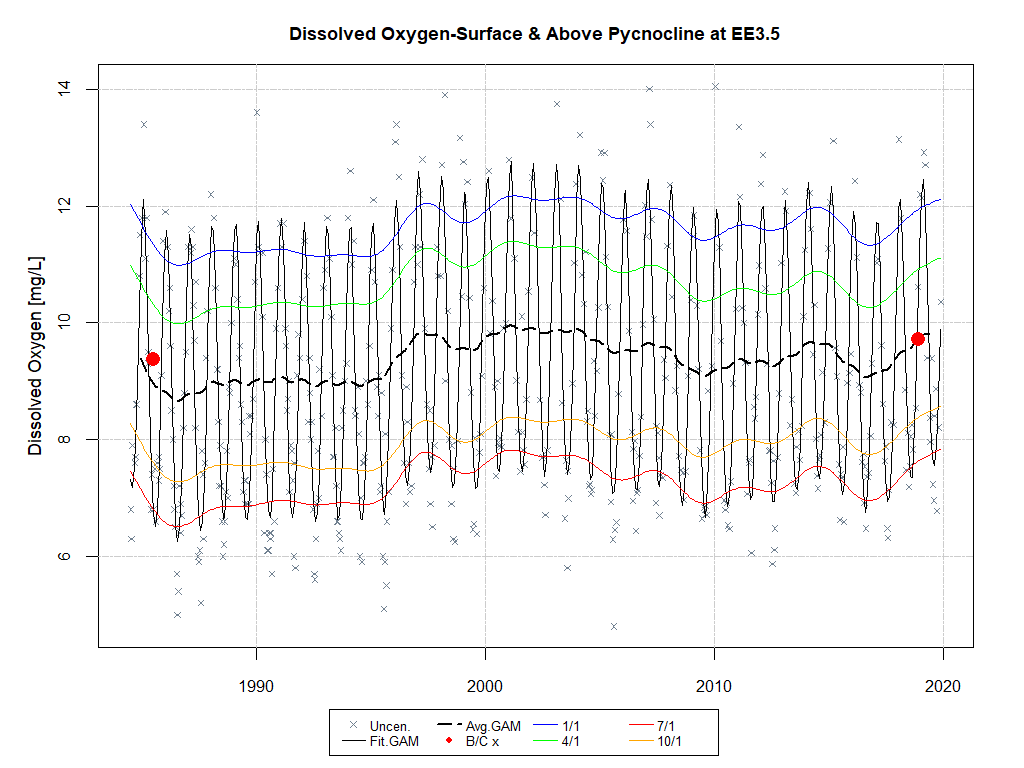 Dissolved Oxygen-Surface & Above Pycnocline at EE3.5
Dissolved Oxygen [mg/L]
14
12
10
8
6
1990 2000 2010 2020
Uncen. Avg.GAM 1/1 7/1
Fit.GAM B/C x 4/1 10/1